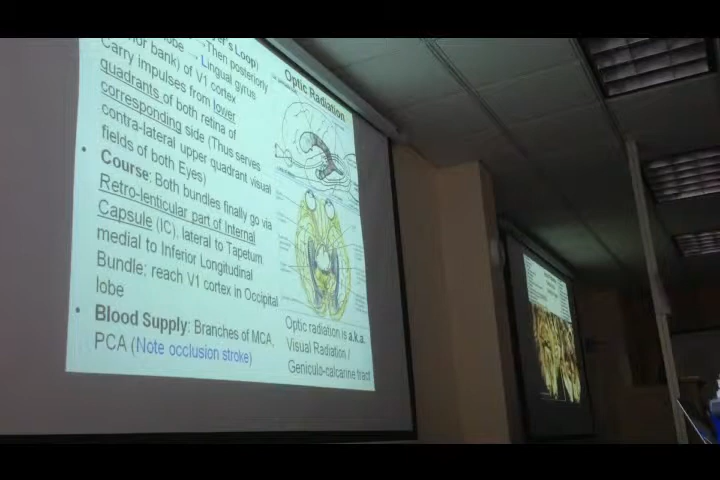 's Loop)
Then posteriorly
Lingual gyrus
bank) of V1 cortex
Carry impulses from lower
quadrants of both retina of
corresponding side (Thus serves
contra-lateral upper quadrant visual
fields of both Eyes)
• Course: Both bundles finally go via
Retro-lenticular part of Internal
Capsule (IC), lateral to Tapetum
medial to Inferior Longitudinal
Bundle; reach V1 cortex in Occipital
lobe
• Blood Supply: Branches of MCA,
PCA (Note occlusion stroke)
Optic Radiation
Optic radiation is a.k.a.
Visual Radiation /
Geniculo-calcarine tract